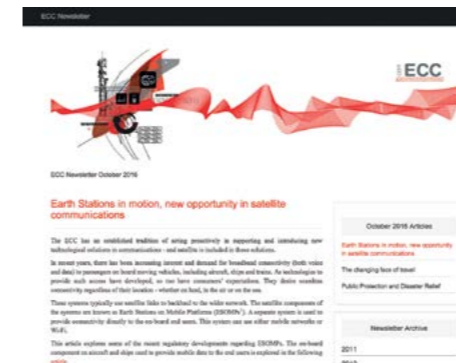 ECC Newsletter
ECC
ECC Newsletter October 2016
Earth Stations in motion, new opportunity in satellite
communications
The ECC has an established tradition of acting proactively in supporting and introducing new
technological solutions in communications - and satellite is included in those solutions.
In recent years, there has been increasing interest and demand for broadband connectivity (both voice
and data) to passengers on board moving vehicles, including aircraft, ships and trains. As technologies to
provide such access have developed, so too have consumers' expectations. They desire seamless
connectivity regardless of their location - whether on land, in the air or on the sea.
These systems typically use satellite links to backhaul to the wider network. The satellite components of
the systems are known as Earth Stations on Mobile Platforms (ESOMPs). A separate system is used to
provide connectivity directly to the on-board end users. This system can use either mobile networks or
Wi-Fi.
This article explores some of the recent regulatory developments regarding ESOMPs. The on-board
component on aircraft and ships used to provide mobile data to the end users is explored in the following
article
October 2016 Articles
Earth Stations in motion, new opportunity
in satellite communications
The changing face of travel
Public Protection and Disaster Relief
Newsletter Archive
2011